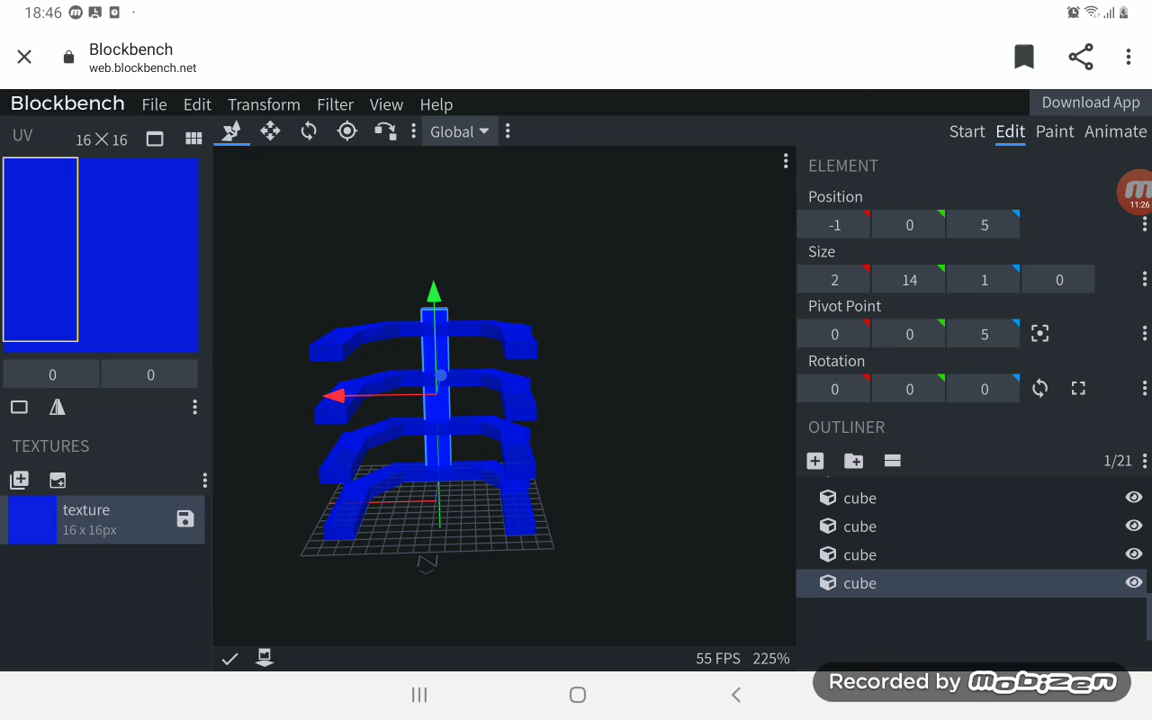 18:46
Blockbench
web.blockbench.net
Blockbench File Edit Transform Filter View Help Download App
UV 16×16 Global Start Edit Paint Animate
ELEMENT
Position
-1 0 5
11:26
Size
2 14 1 0
Pivot Point
0 0 5
Rotation
0 0 0
0 0
OUTLINER
TEXTURES
1/21
cube
texture
16 x 16px
cube
cube
cube
N
55 FPS 225%
Recorded by mobizen